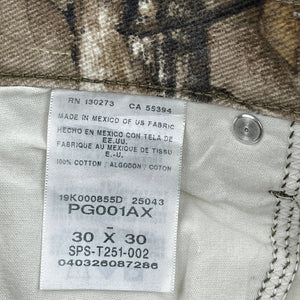 RN 130273 CA 55394
MADE IN MEXICO OF US FABRIC
HECHO EN MEXICO CON TELA DE
EE.UU.
FABRIQUE AU MEXIQUE DE TISSU
E.-U.
100% COTTON / ALGODON / COTON
19K000855D 25043
PG001AX
-
30 X 30
SPS-T251-002
040326087286